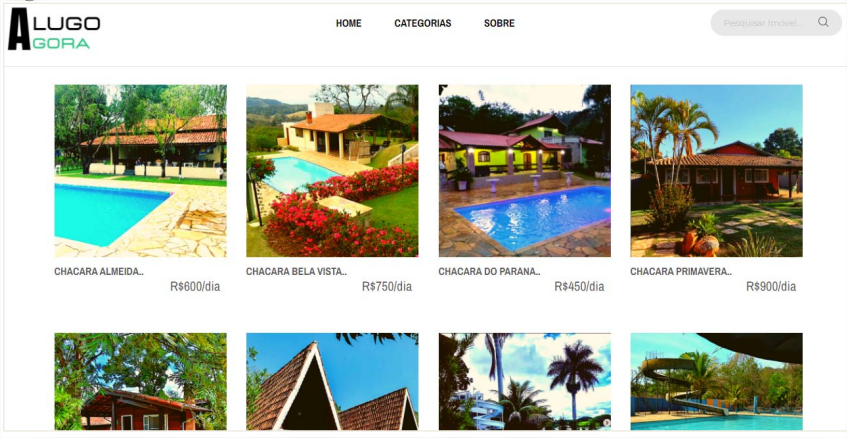 ALUGO
AGORA
HOME CATEGORIAS SOBRE
Pesquisar Imóvel...
CHACARA ALMEIDA..
R$600/dia
CHACARA BELA VISTA..
R$750/dia
CHACARA DO PARANA..
R$450/dia
CHACARA PRIMAVERA..
R$900/dia